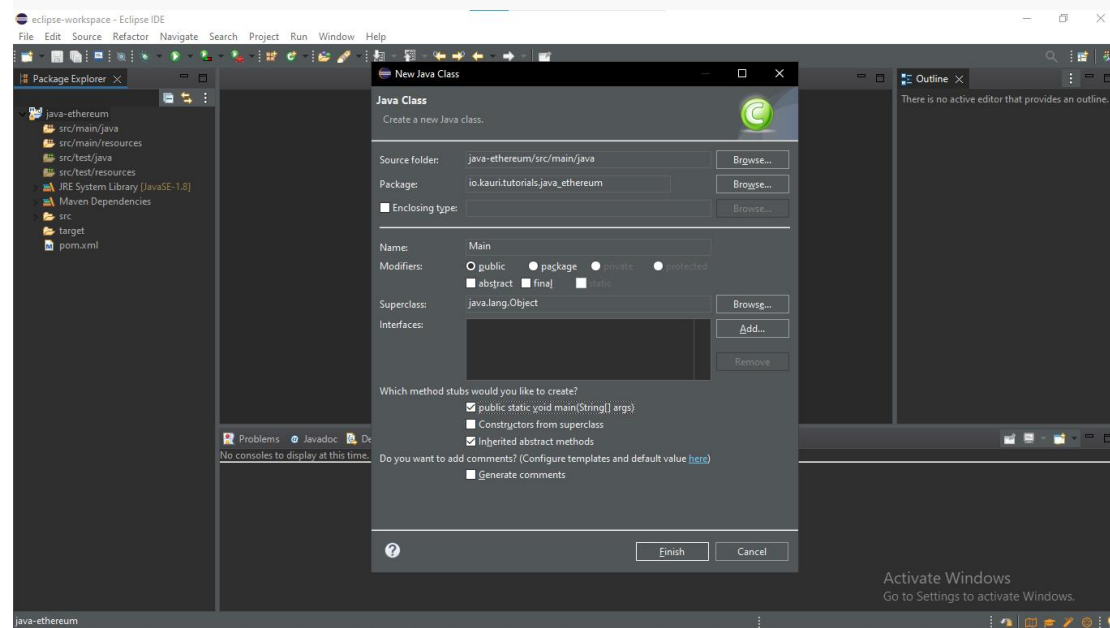 eclipse-workspace - Eclipse IDE
File Edit Source Refactor Navigate Search Project Run Window Help
Package Explorer
java-ethereum
src/main/java
src/main/resources
src/test/java
src/test/resources
JRE System Library [JavaSE-1.8]
Maven Dependencies
src
target
pom.xml
New Java Class
Java Class
Create a new Java class.
Source folder: java-ethereum/src/main/java Browse...
Package: io.kauri.tutorials.java_ethereum Browse...
Enclosing type: Browse...
Name: Main
Modifiers: public package private protected
abstract final static
Superclass: java.lang.Object Browse...
Interfaces: Add...
Remove
Which method stubs would you like to create?
public static void main(String[] args)
Constructors from superclass
Inherited abstract methods
Do you want to add comments? (Configure templates and default value here)
Generate comments
Finish Cancel
Outline
There is no active editor that provides an outline.
Problems Javadoc De
No consoles to display at this time.
Activate Windows
Go to Settings to activate Windows.
java-ethereum